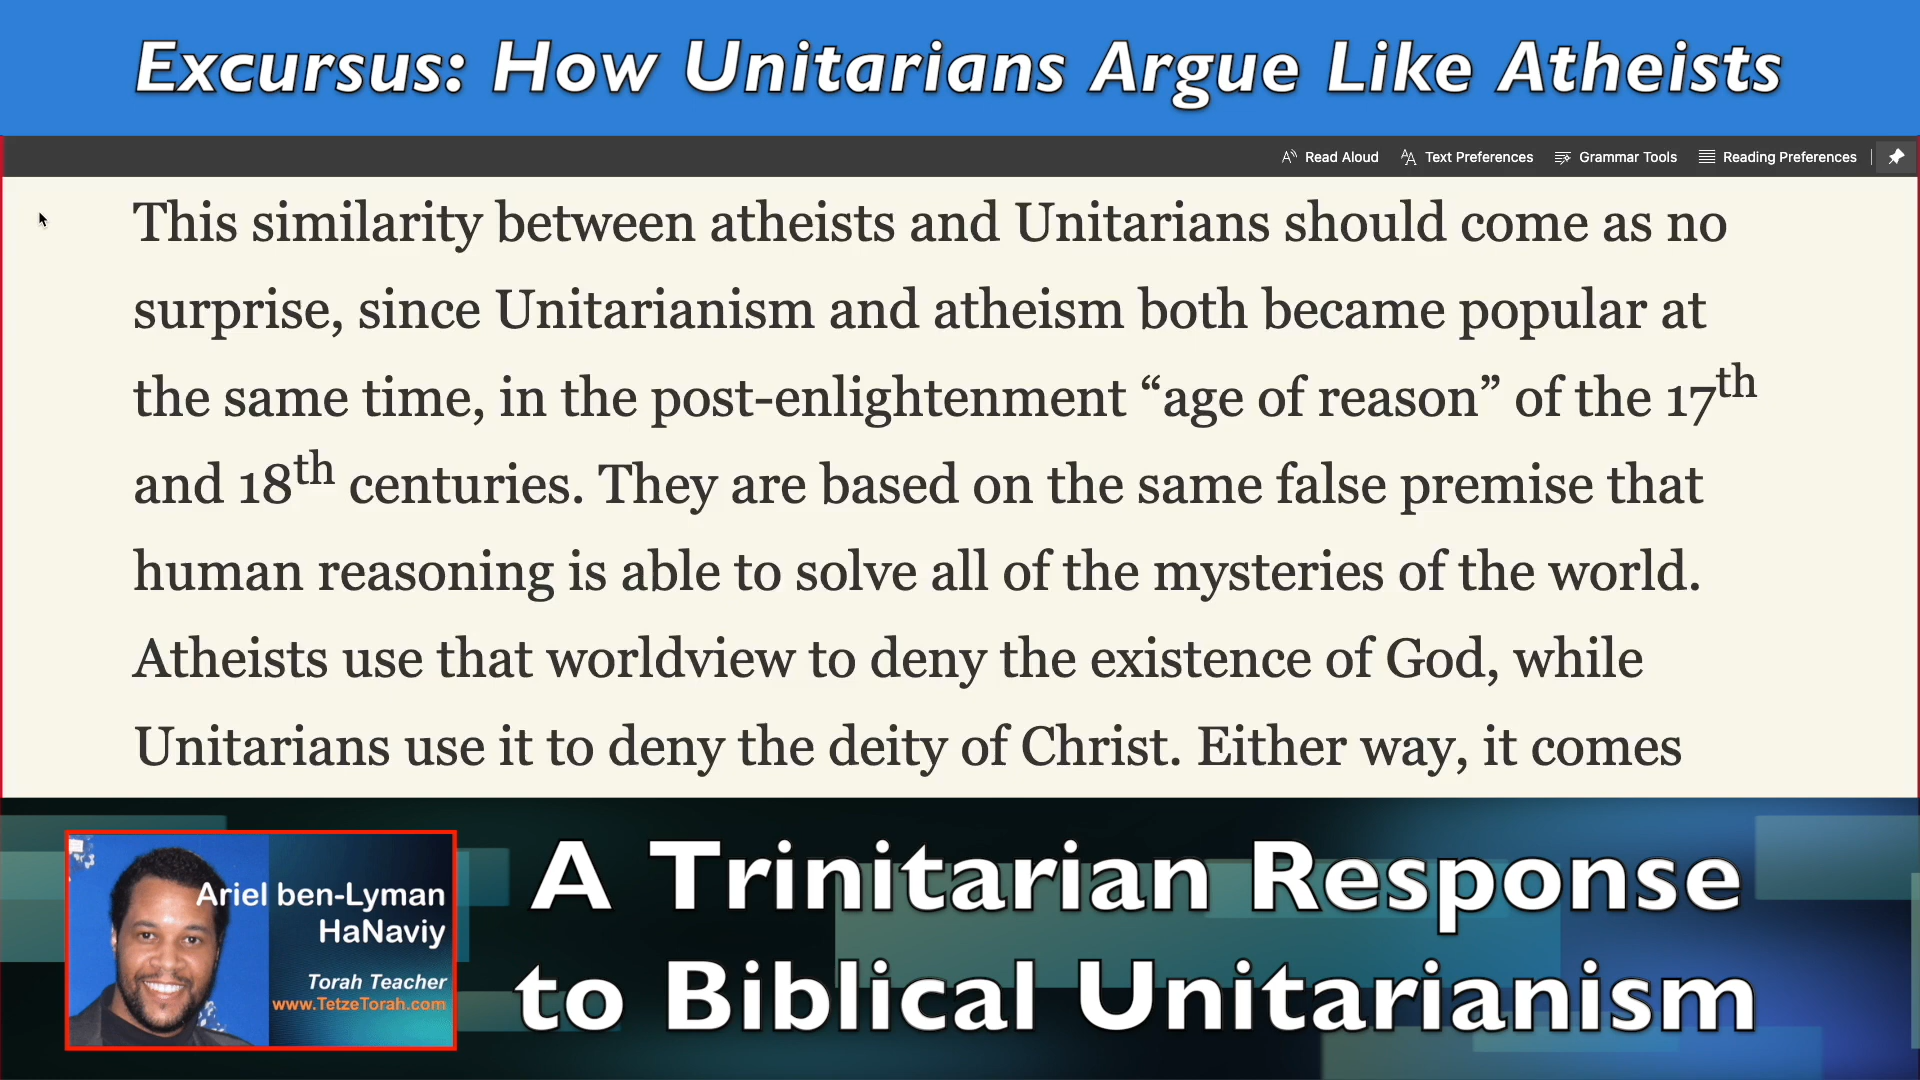 Excursus: How Unitarians Argue Like Atheists
Read Aloud Text Preferences Grammar Tools Reading Preferences
This similarity between atheists and Unitarians should come as no
surprise, since Unitarianism and atheism both became popular at
the same time, in the post-enlightenment “age of reason” of the 17th
and 18th centuries. They are based on the same false premise that
human reasoning is able to solve all of the mysteries of the world.
Atheists use that worldview to deny the existence of God, while
Unitarians use it to deny the deity of Christ. Either way, it comes
Ariel ben-Lyman
HaNaviy
Torah Teacher
www.TetzeTorah.com
A Trinitarian Response
to Biblical Unitarianism